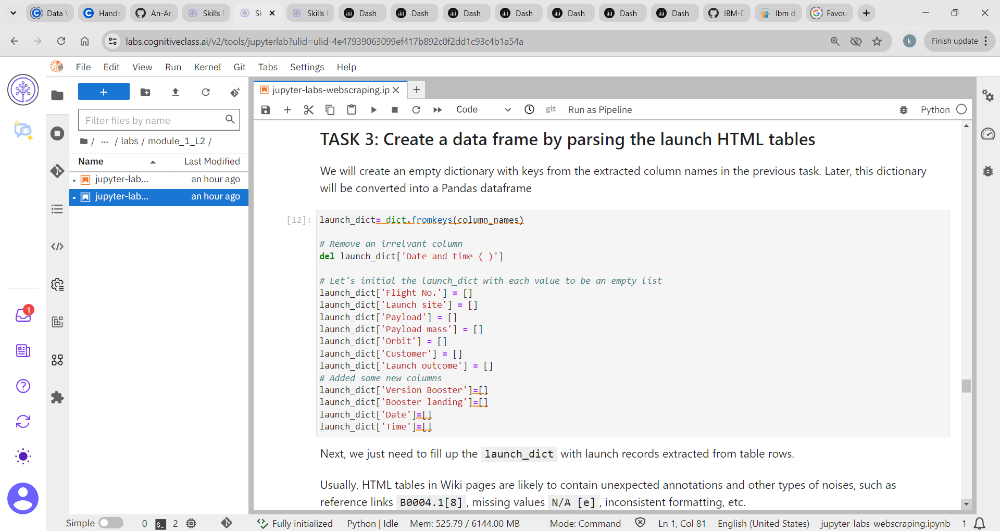 Data \
Hands
An-An
Skills N
Sk
Skills N
Dash
Dash
Dash
Dash
Dash
Dash
Dash
IBM-D
Ibm d
Favou
labs.cognitiveclass.ai/v2/tools/jupyterlab?ulid=ulid-4e47939063099ef417b892c0f2dd1c93c4b1a54a
k
Finish update
File Edit View Run Kernel Git Tabs Settings Help
jupyter-labs-webscraping.ip
Code
git
Run as Pipeline
Python
Filter files by name
/ ... / labs / module_1_L2 /
Name Last Modified
jupyter-lab... an hour ago
jupyter-lab... an hour ago
1
TASK 3: Create a data frame by parsing the launch HTML tables
We will create an empty dictionary with keys from the extracted column names in the previous task. Later, this dictionary
will be converted into a Pandas dataframe
[12]: launch_dict= dict.fromkeys(column_names)
# Remove an irrelvant column
del launch_dict['Date and time ( )']
# Let's initial the launch_dict with each value to be an empty list
launch_dict['Flight No.'] = []
launch_dict['Launch site'] = []
launch_dict['Payload'] = []
launch_dict['Payload mass'] = []
launch_dict['Orbit'] = []
launch_dict['Customer'] = []
launch_dict['Launch outcome'] = []
# Added some new columns
launch_dict['Version Booster']=[]
launch_dict['Booster landing']=[]
launch_dict['Date']=[]
launch_dict['Time']=[]
Next, we just need to fill up the launch_dict with launch records extracted from table rows.
Usually, HTML tables in Wiki pages are likely to contain unexpected annotations and other types of noises, such as
reference links B0004.1[8] , missing values N/A [e] , inconsistent formatting, etc.
Simple 0 2 Fully initialized Python | Idle Mem: 525.79 / 6144.00 MB Mode: Command Ln 1, Col 81 English (United States) jupyter-labs-webscraping.ipynb 1